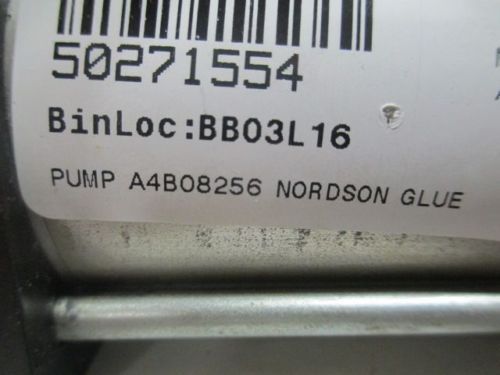 50271554
BinLoc:BB03L16
PUMP A4B08256 NORDSON GLUE